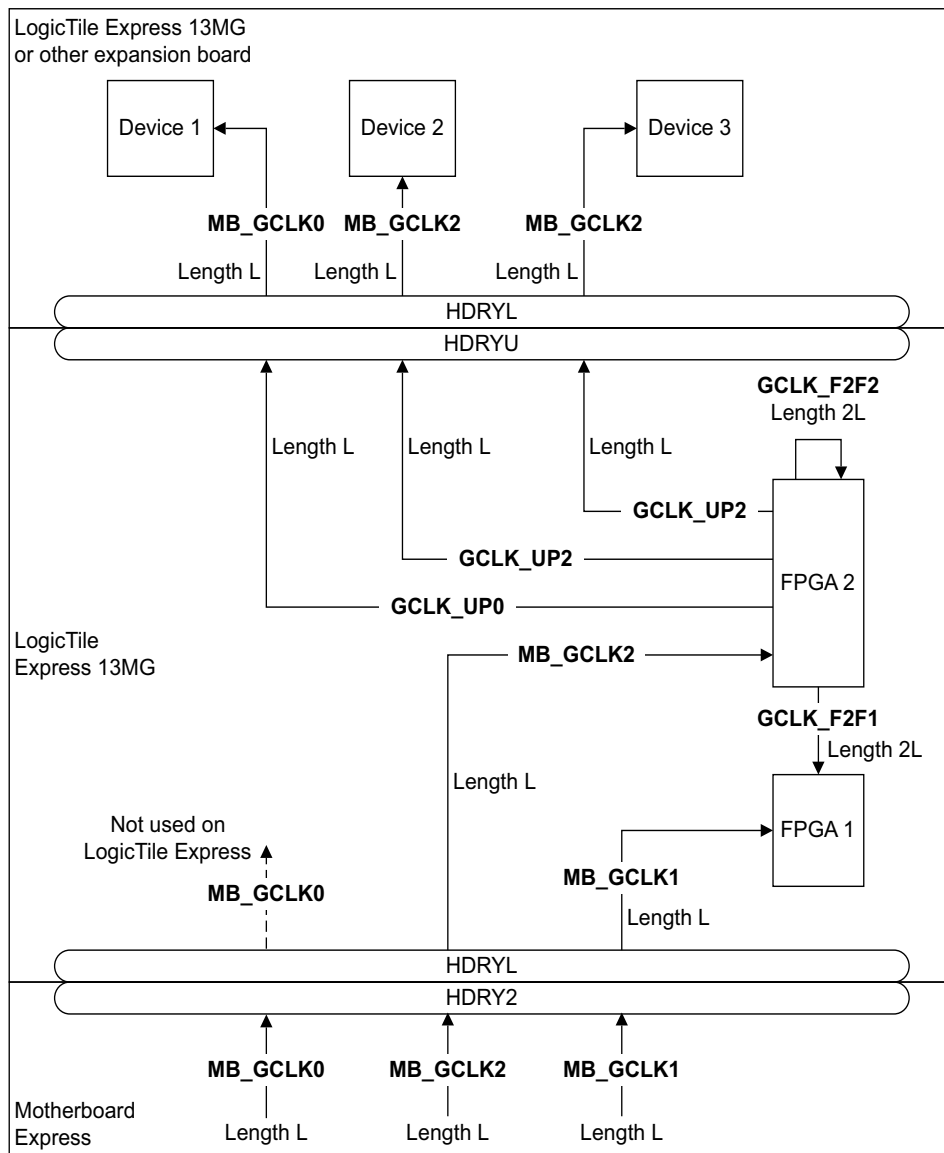 LogicTile Express 13MG
or other expansion board
Device 1
Device 2
Device 3
MB_GCLK0
MB_GCLK2
MB_GCLK2
Length L
Length L
Length L
HDRYL
HDRYU
GCLK_F2F2
Length 2L
Length L
Length L
Length L
GCLK_UP2
GCLK_UP2
FPGA 2
GCLK_UP0
LogicTile
Express 13MG
MB_GCLK2
GCLK_F2F1
Length 2L
Length L
Not used on
LogicTile Express
FPGA 1
MB_GCLK1
MB_GCLK0
Length L
HDRYL
HDRY2
MB_GCLK0
MB_GCLK2
MB_GCLK1
Motherboard
Express
Length L
Length L
Length L